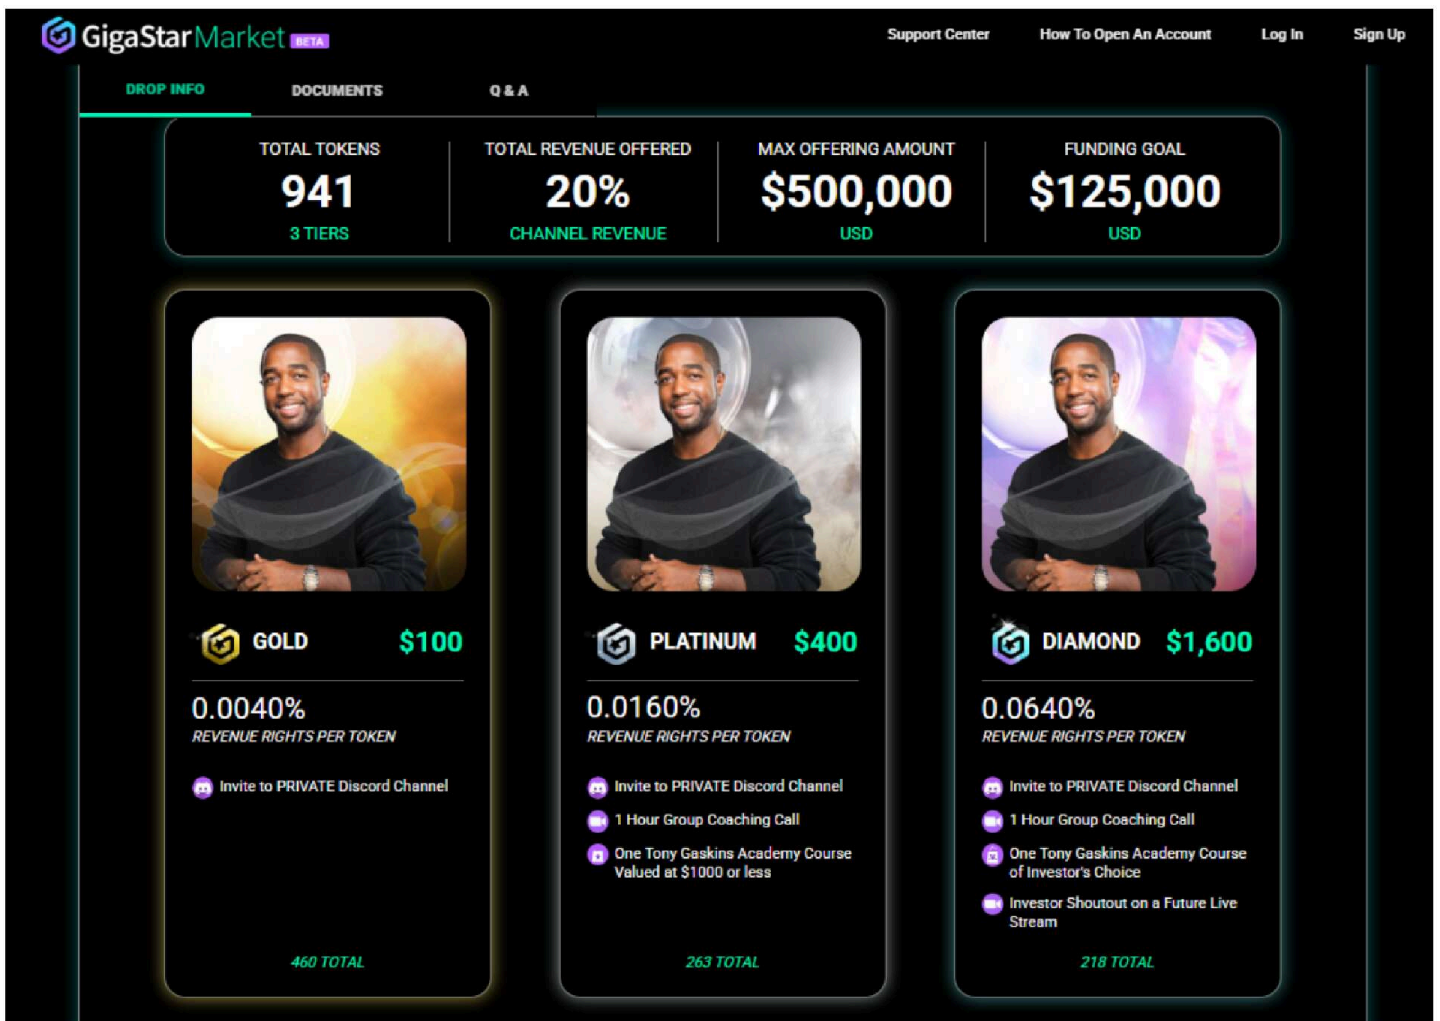 GigaStarMarket BETA
Support Center
How To Open An Account
Log In
Sign Up
DROP INFO
DOCUMENTS
Q & A
TOTAL TOKENS
941
3 TIERS
TOTAL REVENUE OFFERED
20%
CHANNEL REVENUE
MAX OFFERING AMOUNT
$500,000
USD
FUNDING GOAL
$125,000
USD
GOLD
$100
0.0040%
REVENUE RIGHTS PER TOKEN
Invite to PRIVATE Discord Channel
460 TOTAL
PLATINUM
$400
0.0160%
REVENUE RIGHTS PER TOKEN
Invite to PRIVATE Discord Channel
1 Hour Group Coaching Call
One Tony Gaskins Academy Course
Valued at $1000 or less
263 TOTAL
DIAMOND
$1,600
0.0640%
REVENUE RIGHTS PER TOKEN
Invite to PRIVATE Discord Channel
1 Hour Group Coaching Call
One Tony Gaskins Academy Course
of Investor's Choice
Investor Shoutout on a Future Live
Stream
218 TOTAL